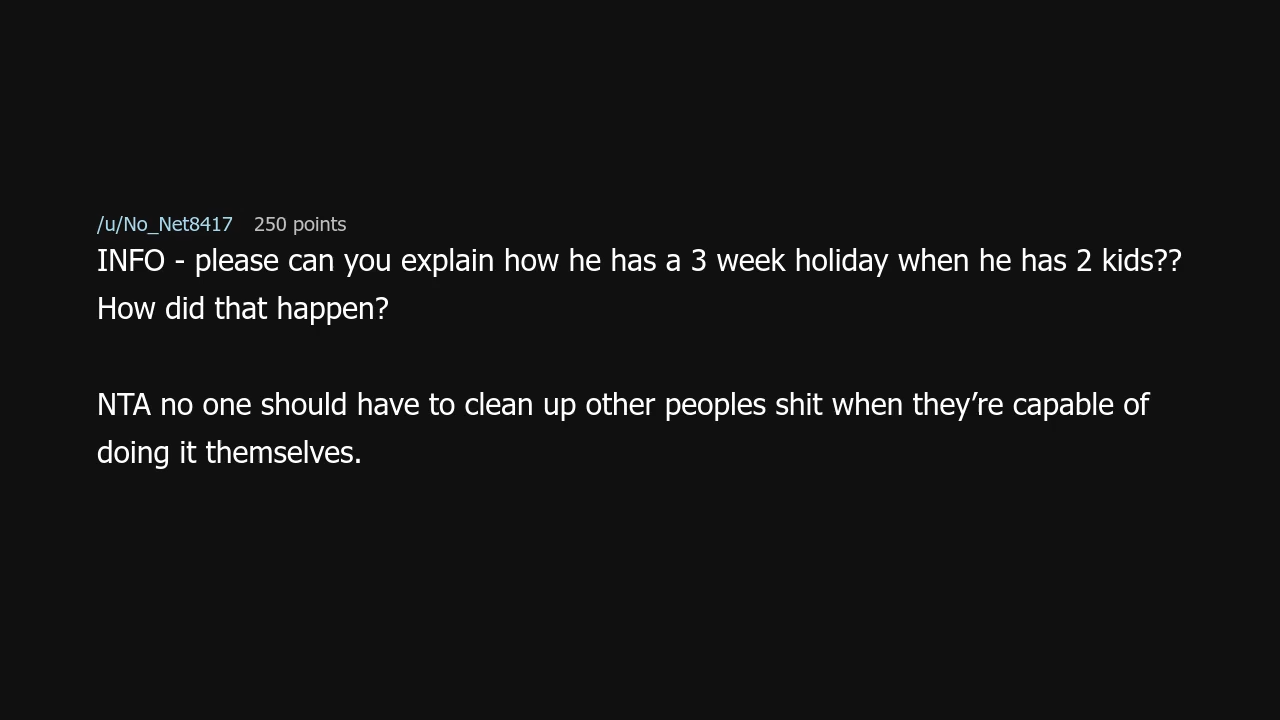 /u/No_Net8417 250 points
INFO - please can you explain how he has a 3 week holiday when he has 2 kids??
How did that happen?
NTA no one should have to clean up other peoples shit when they’re capable of
doing it themselves.